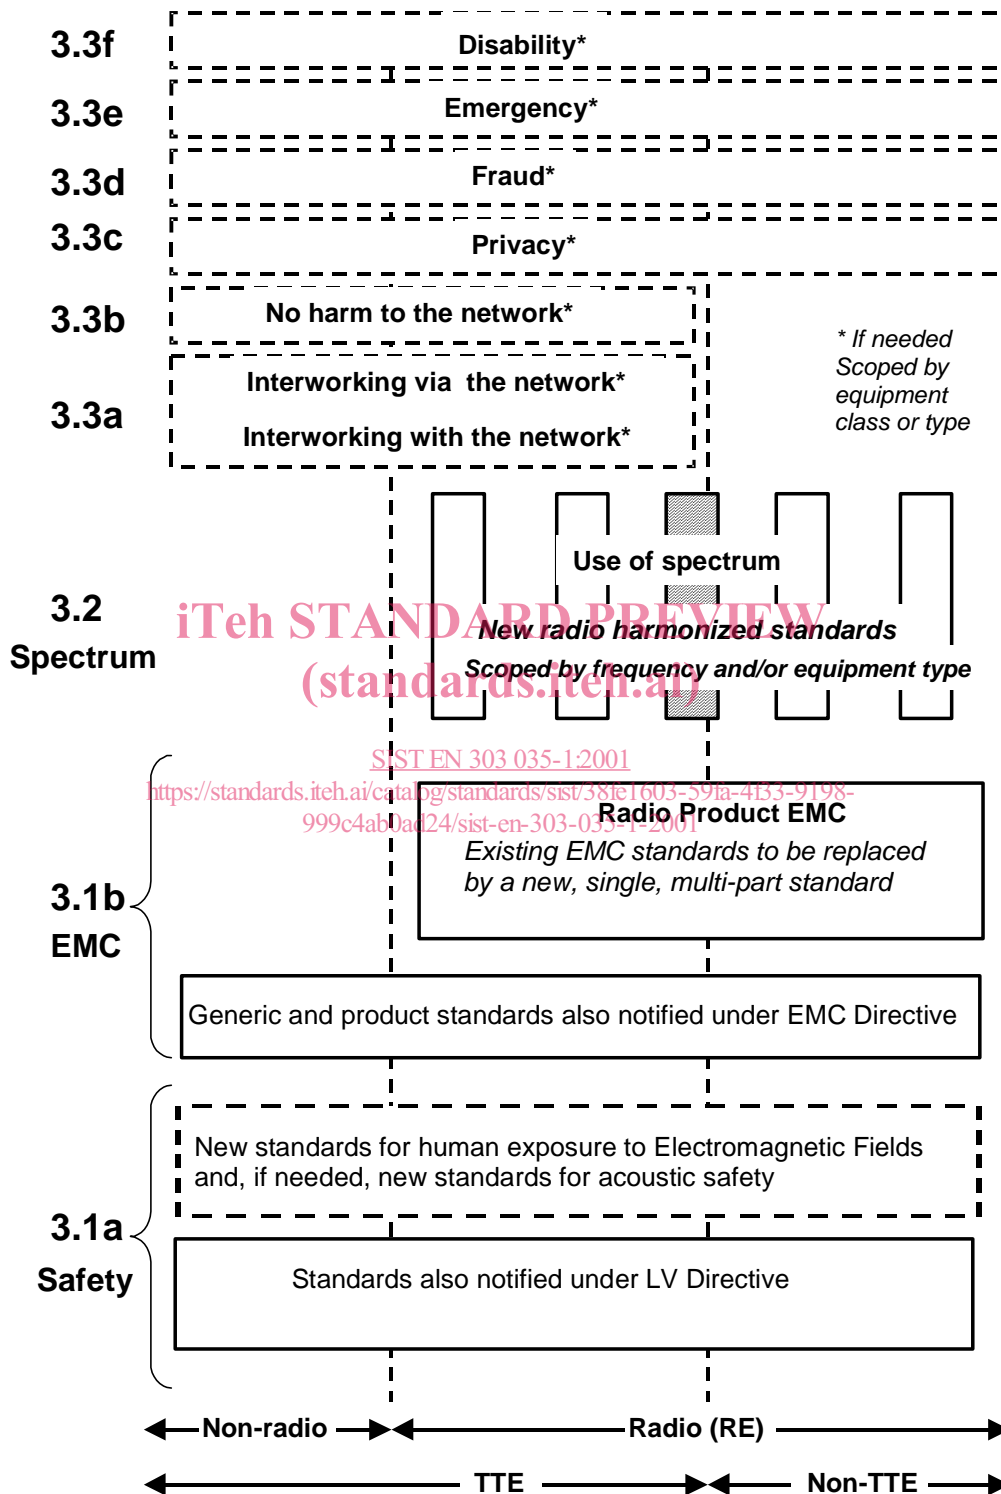 3.3f
Disability*
3.3e
Emergency*
3.3d
Fraud*
3.3c
Privacy*
3.3b
No harm to the network*
* If needed
Scoped by
equipment
class or type
3.3a
Interworking via the network*
Interworking with the network*
Use of spectrum
3.2
Spectrum
New radio harmonized standards
Scoped by frequency and/or equipment type
iTeh STANDARD PREVIEW
(standards.iteh.ai)
SIST EN 303 035-1:2001
https://standards.iteh.ai/catalog/standards/sist/38fe1603-59fa-4f33-9198-
999c4ab0ad24/sist-en-303-035-1-2001
Radio Product EMC
Existing EMC standards to be replaced
by a new, single, multi-part standard
3.1b
EMC
Generic and product standards also notified under EMC Directive
New standards for human exposure to Electromagnetic Fields
and, if needed, new standards for acoustic safety
3.1a
Safety
Standards also notified under LV Directive
Non-radio
Radio (RE)
TTE
Non-TTE